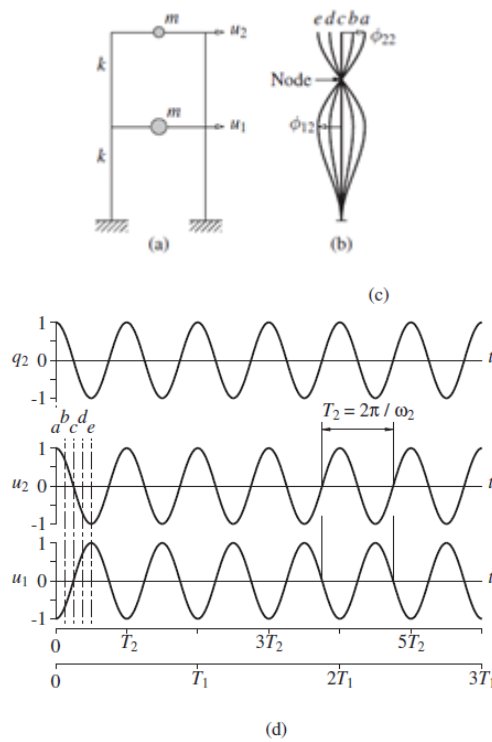 m
u₂
k
m
u₁
k
(a)
e d c b a
ϕ₂₂
Node
ϕ₁₂
(b)
(c)
1
q₂ 0 t
-1
a b c d e
T₂ = 2π / ω₂
1
u₂ 0 t
-1
1
u₁ 0 t
-1
0 T₂ 3T₂ 5T₂
0 T₁ 2T₁ 3T₁
(d)